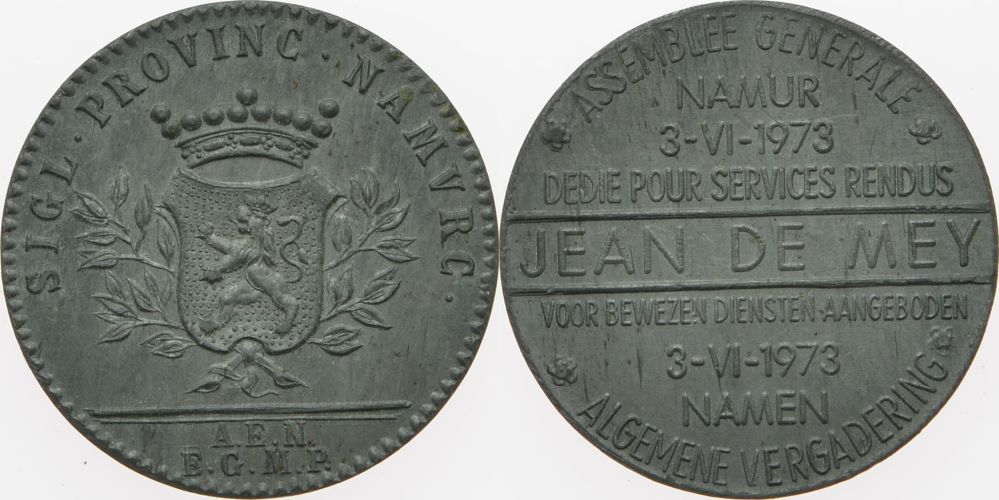 SIGL · PROVINC · NAMVRC ·
A.E.N.
E.G.M.P.
ASSEMBLEE GENERALE
NAMUR
3-VI-1973
DEDIE POUR SERVICES RENDUS
JEAN DE MEY
VOOR BEWEZEN DIENSTEN AANGEBODEN
3-VI-1973
NAMEN
ALGEMENE VERGADERING